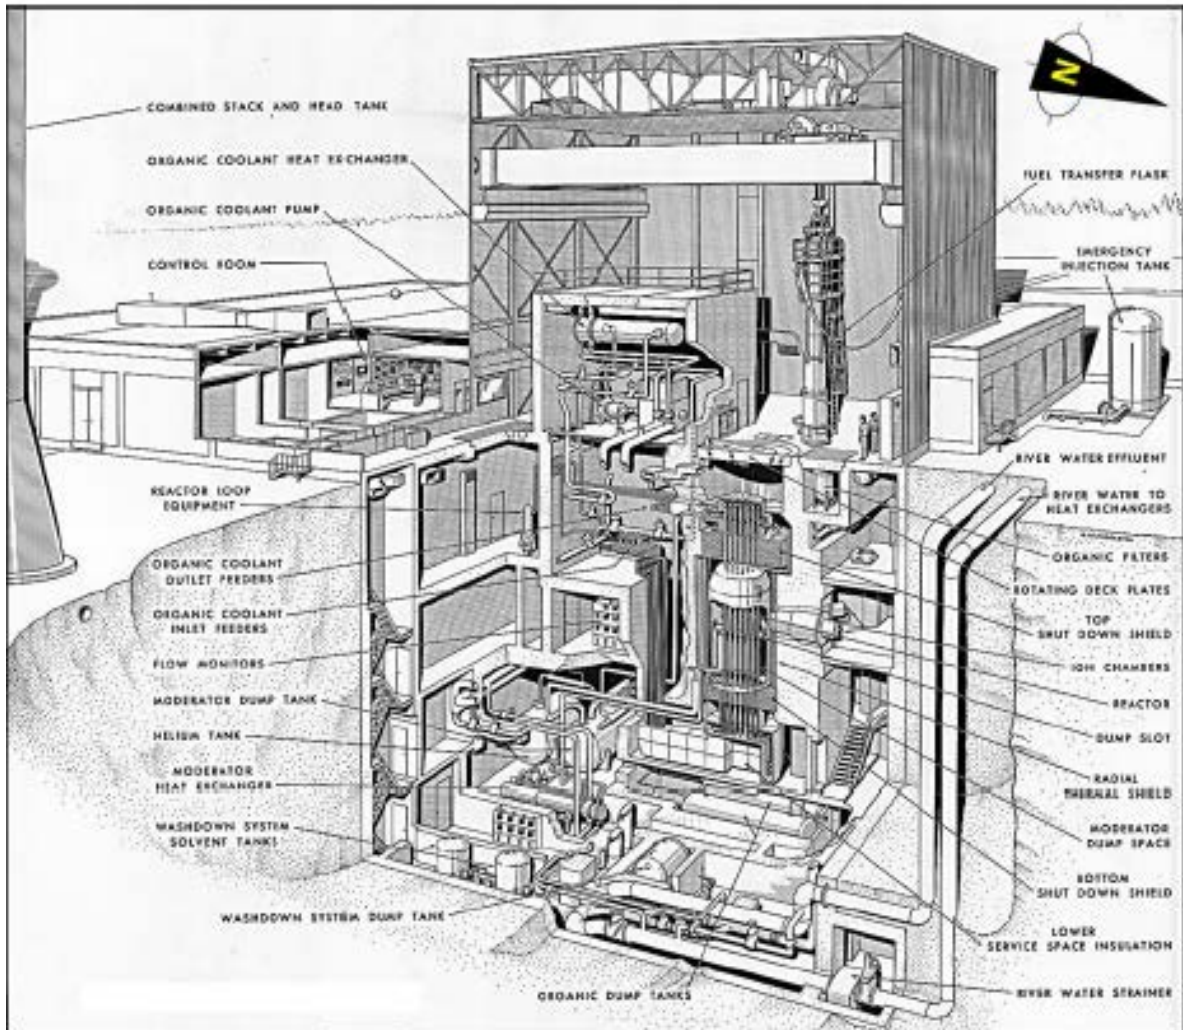 N
COMBINED STACK AND HEAD TANK
ORGANIC COOLANT HEAT EXCHANGER
ORGANIC COOLANT PUMP
CONTROL ROOM
REACTOR LOOP
EQUIPMENT
ORGANIC COOLANT
OUTLET FEEDERS
ORGANIC COOLANT
INLET FEEDERS
FLOW MONITORS
MODERATOR DUMP TANK
HELIUM TANK
MODERATOR
HEAT EXCHANGER
WASHDOWN SYSTEM
SOLVENT TANKS
WASHDOWN SYSTEM DUMP TANK
ORGANIC DUMP TANKS
FUEL TRANSFER FLASK
EMERGENCY
INJECTION TANK
RIVER WATER EFFLUENT
RIVER WATER TO
HEAT EXCHANGERS
ORGANIC FILTERS
ROTATING DECK PLATES
TOP
SHUT DOWN SHIELD
ION CHAMBERS
REACTOR
DUMP SLOT
RADIAL
THERMAL SHIELD
MODERATOR
DUMP SPACE
BOTTOM
SHUT DOWN SHIELD
LOWER
SERVICE SPACE INSULATION
RIVER WATER STRAINER